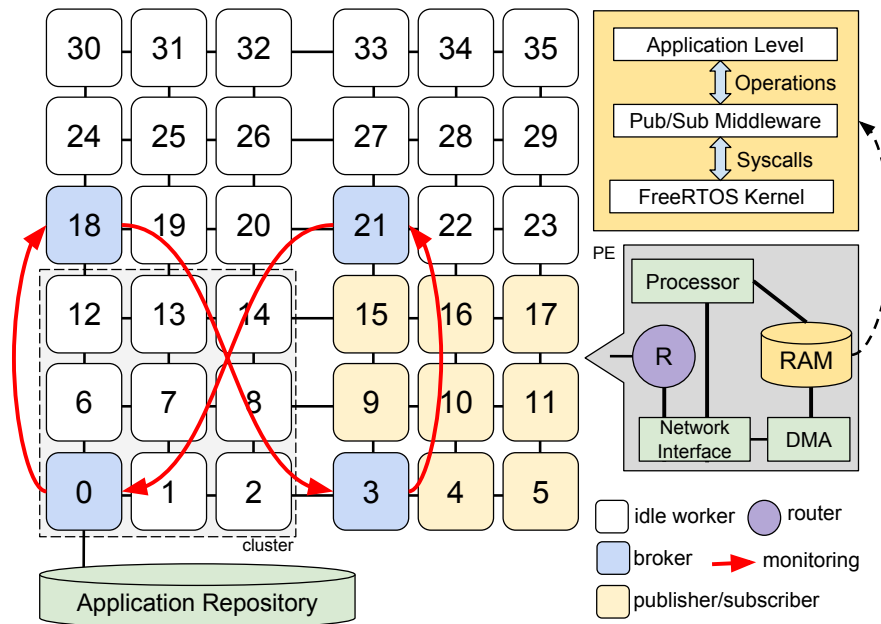 30 31 32 33 34 35
24 25 26 27 28 29
18 19 20 21 22 23
12 13 14 15 16 17
6 7 8 9 10 11
0 1 2 3 4 5
cluster
Application Repository
Application Level
Operations
Pub/Sub Middleware
Syscalls
FreeRTOS Kernel
PE
Processor
R
RAM
Network
Interface
DMA
idle worker
router
broker
monitoring
publisher/subscriber